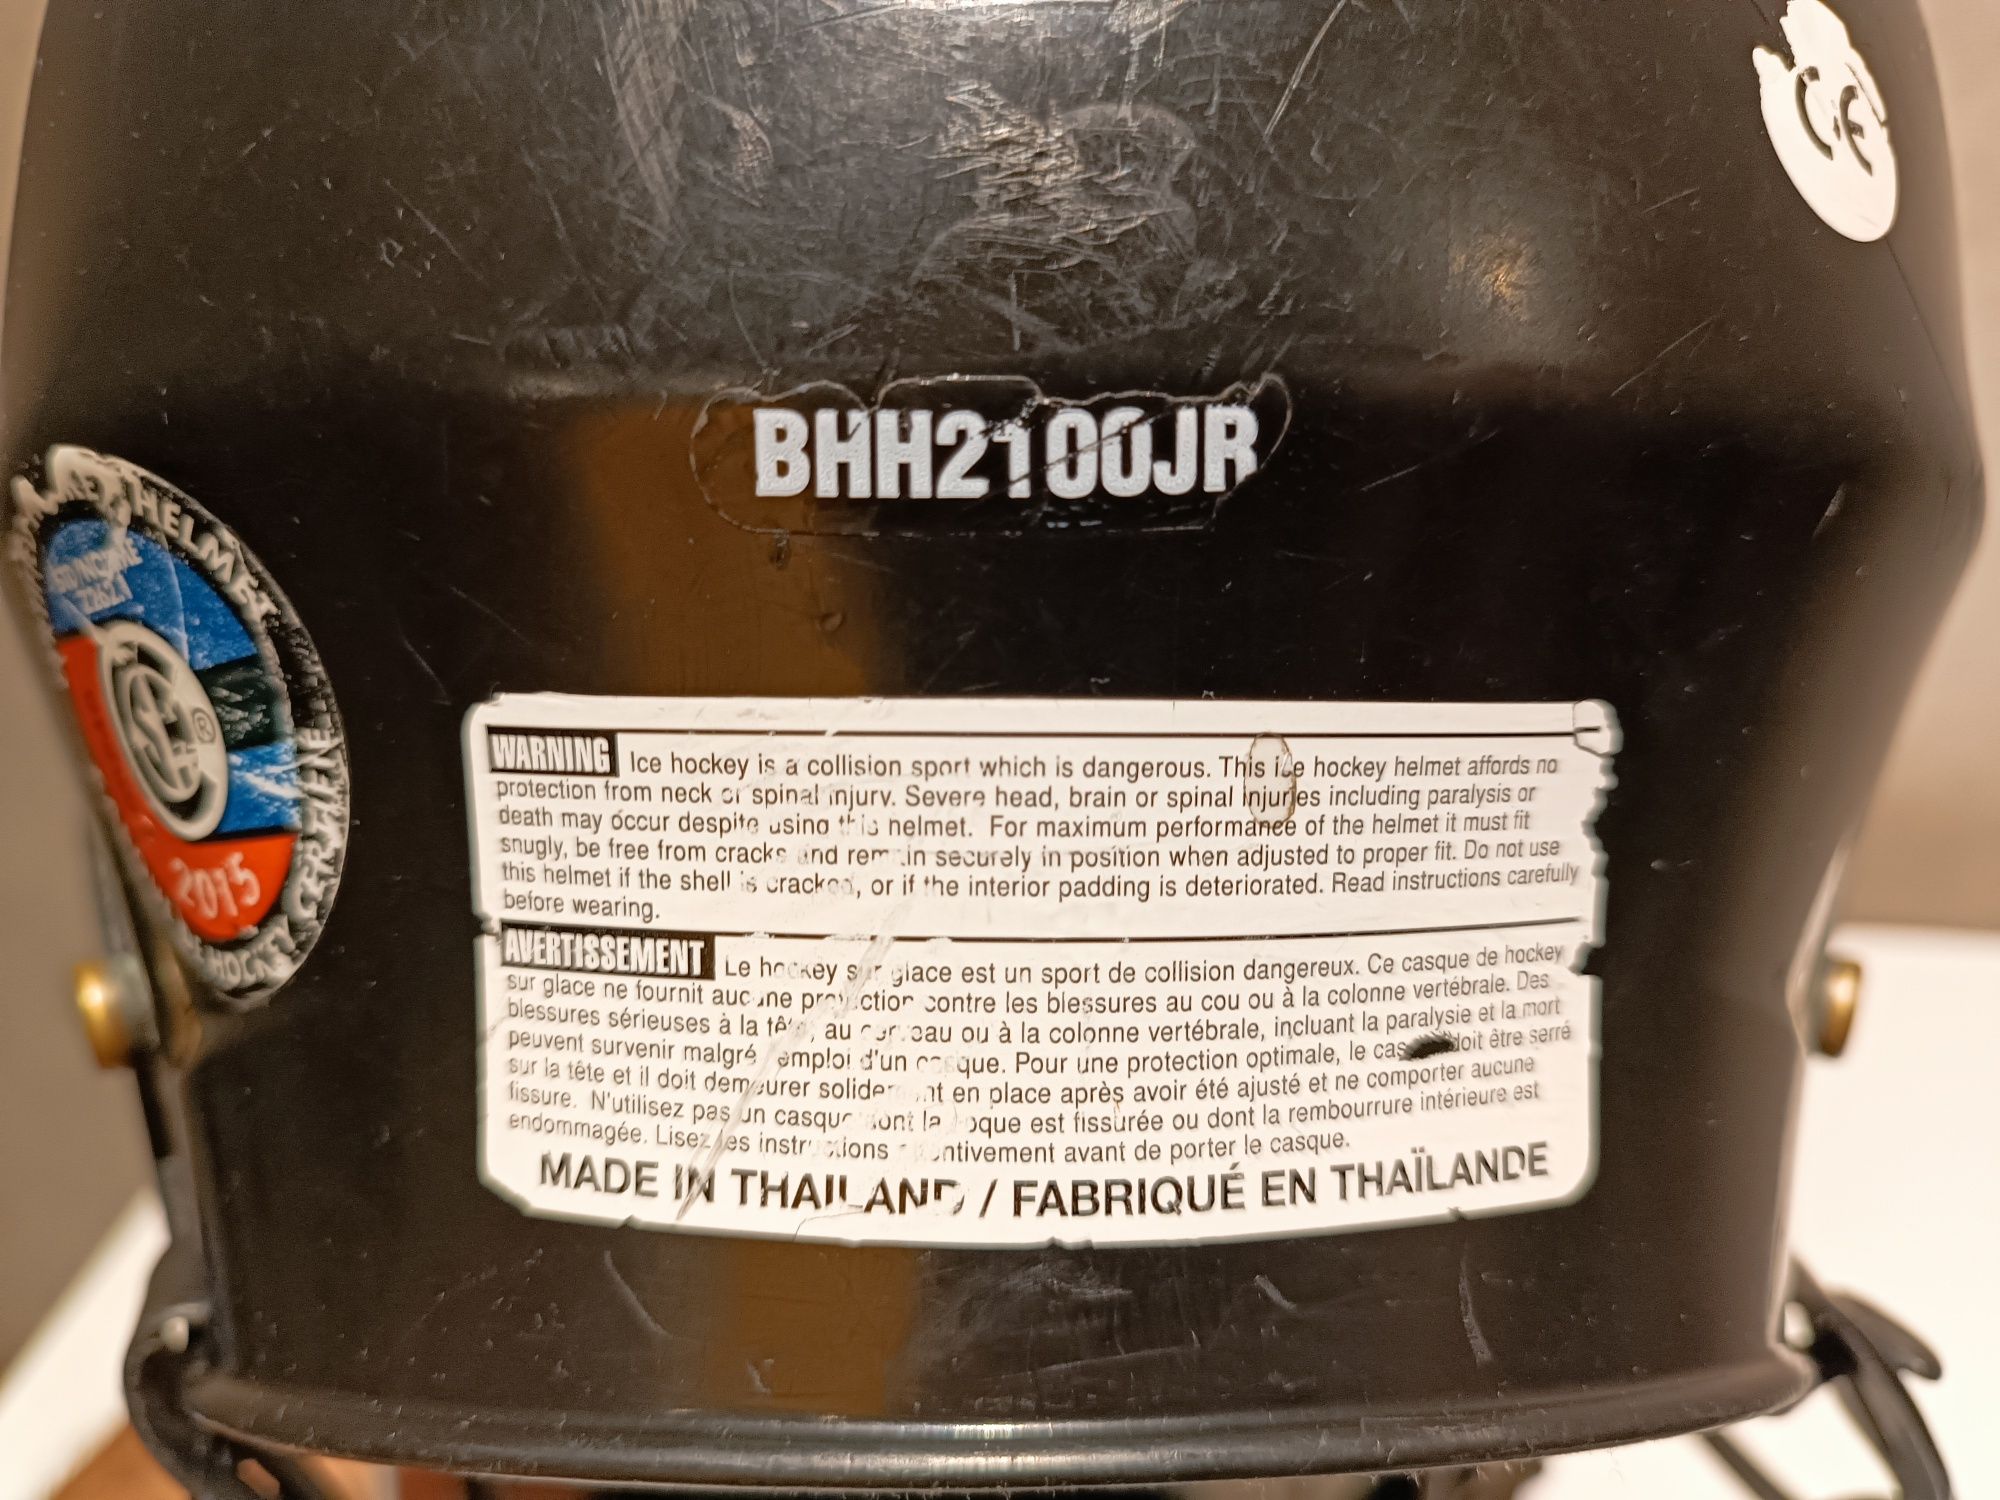 CE
BHH2100JR
HELMET
2015
HOCKEY
WARNING Ice hockey is a collision sport which is dangerous. This ice hockey helmet affords no
protection from neck or spinal injury. Severe head, brain or spinal injuries including paralysis or
death may occur despite using this helmet. For maximum performance of the helmet it must fit
snugly, be free from cracks and remain securely in position when adjusted to proper fit. Do not use
this helmet if the shell is cracked, or if the interior padding is deteriorated. Read instructions carefully
before wearing.
AVERTISSEMENT Le hockey sur glace est un sport de collision dangereux. Ce casque de hockey
sur glace ne fournit aucune protection contre les blessures au cou ou à la colonne vertébrale. Des
blessures sérieuses à la tête, au cerveau ou à la colonne vertébrale, incluant la paralysie et la mort
peuvent survenir malgré emploi d'un casque. Pour une protection optimale, le cas doit être serré
sur la tête et il doit demeurer solidement en place après avoir été ajusté et ne comporter aucune
fissure. N'utilisez pas un casque dont la coque est fissurée ou dont la rembourrure intérieure est
endommagée. Lisez les instructions attentivement avant de porter le casque.
MADE IN THAILAND / FABRIQUÉ EN THAÏLANDE